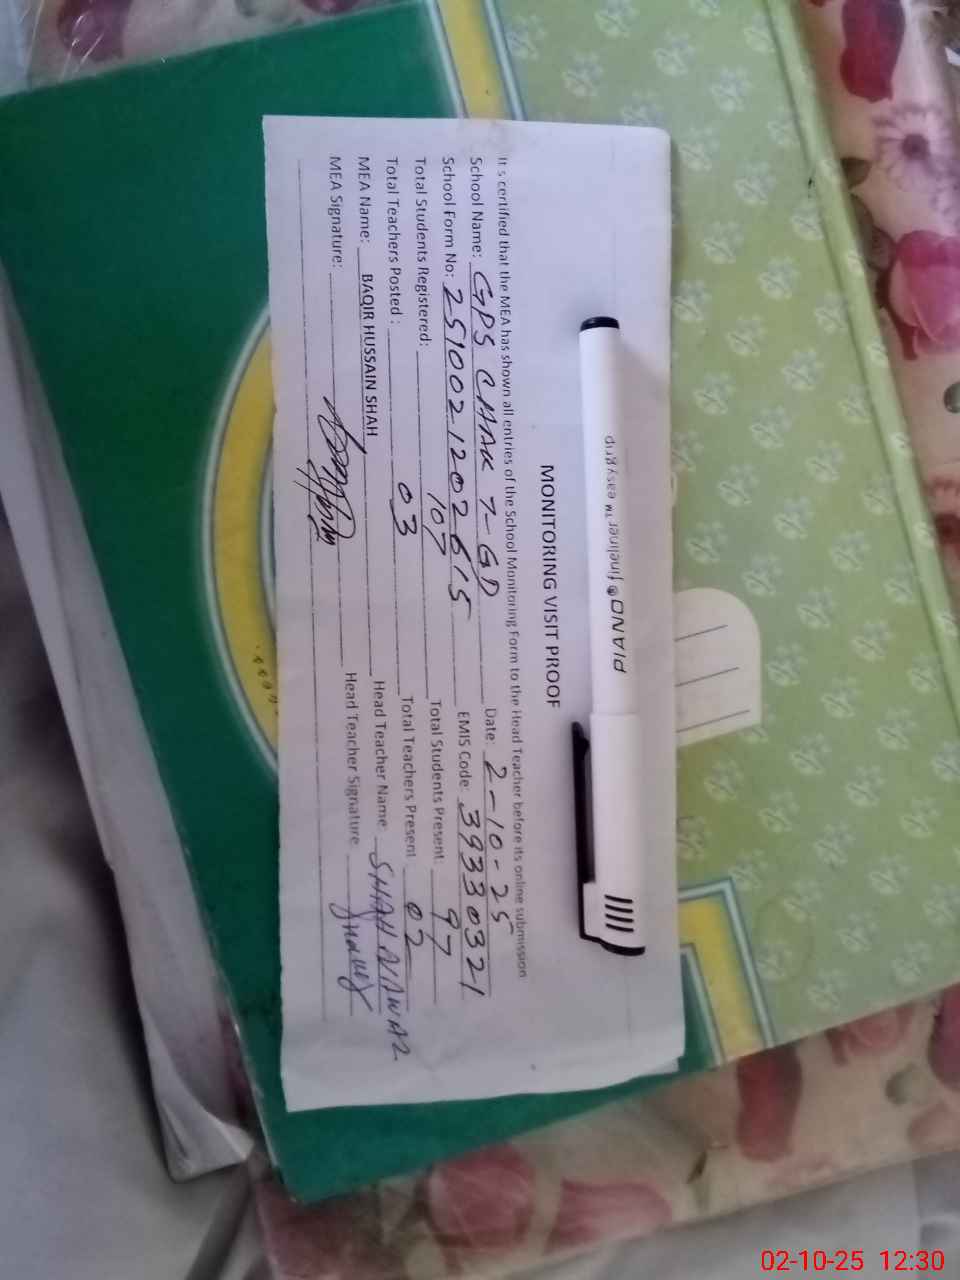 MONITORING VISIT PROOF
It s certified that the MEA has shown all entries of the School Monitoring Form to the Head Teacher before its online submission
School Name: GPS CHAK 7-GD Date: 2-10-25
School Form No: 2510021202615 EMIS Code: 39330321
Total Students Registered: 107 Total Students Present: 97
Total Teachers Posted : 03 Total Teachers Present 02
MEA Name: BAQIR HUSSAIN SHAH Head Teacher Name SHAH NAWAZ
MEA Signature: Head Teacher Signature
PIANO fineliner™ easygrip
02-10-25 12:30